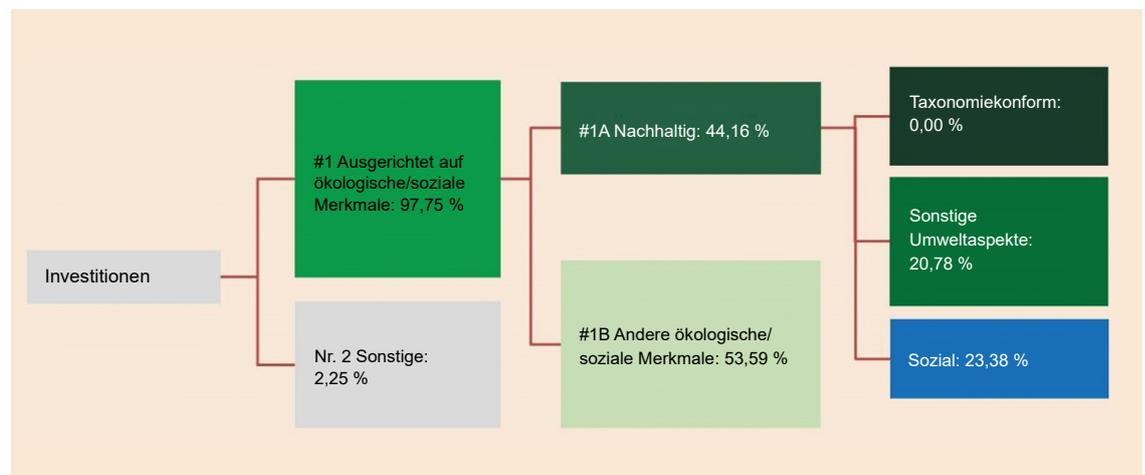 Investitionen
#1 Ausgerichtet auf
ökologische/soziale
Merkmale: 97,75 %
Nr. 2 Sonstige:
2,25 %
#1A Nachhaltig: 44,16 %
#1B Andere ökologische/
soziale Merkmale: 53,59 %
Taxonomiekonform:
0,00 %
Sonstige
Umweltaspekte:
20,78 %
Sozial: 23,38 %